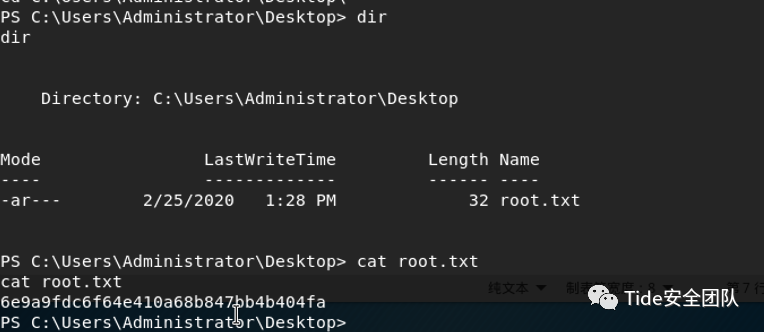 PS C:\Users\Administrator\Desktop> dir
dir
Directory: C:\Users\Administrator\Desktop
Mode LastWriteTime Length Name
---- ------------- ------ ----
-ar--- 2/25/2020 1:28 PM 32 root.txt
PS C:\Users\Administrator\Desktop> cat root.txt
cat root.txt
纯文本
6e9a9fdc6f64e410a68b847bb4b404fa
Tide安全团队
PS C:\Users\Administrator\Desktop>